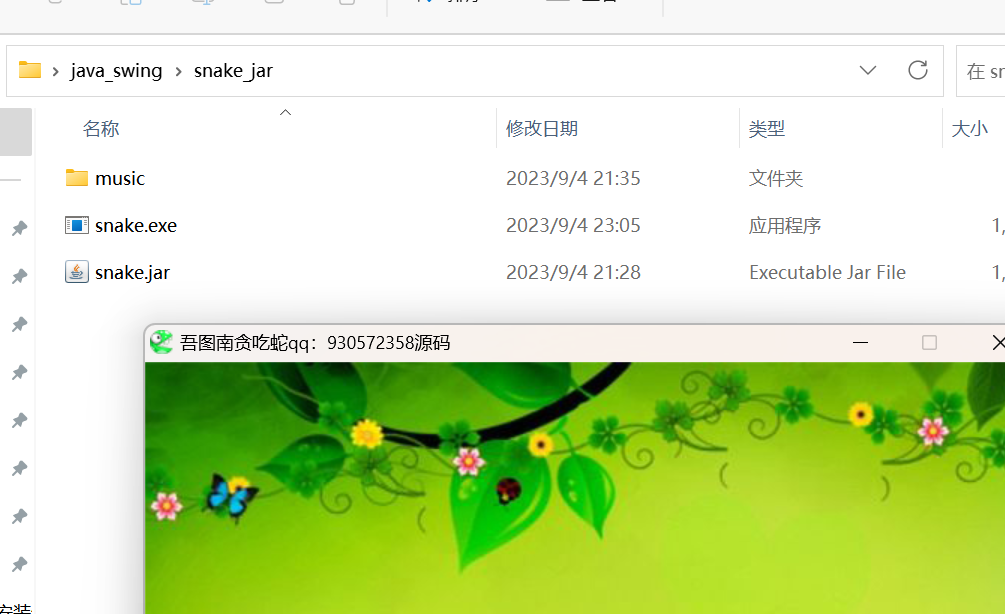 java_swing snake_jar
在 sn
名称 修改日期 类型 大小
music 2023/9/4 21:35 文件夹
snake.exe 2023/9/4 23:05 应用程序 1,
snake.jar 2023/9/4 21:28 Executable Jar File 1,
吾图南贪吃蛇qq：930572358源码
安装